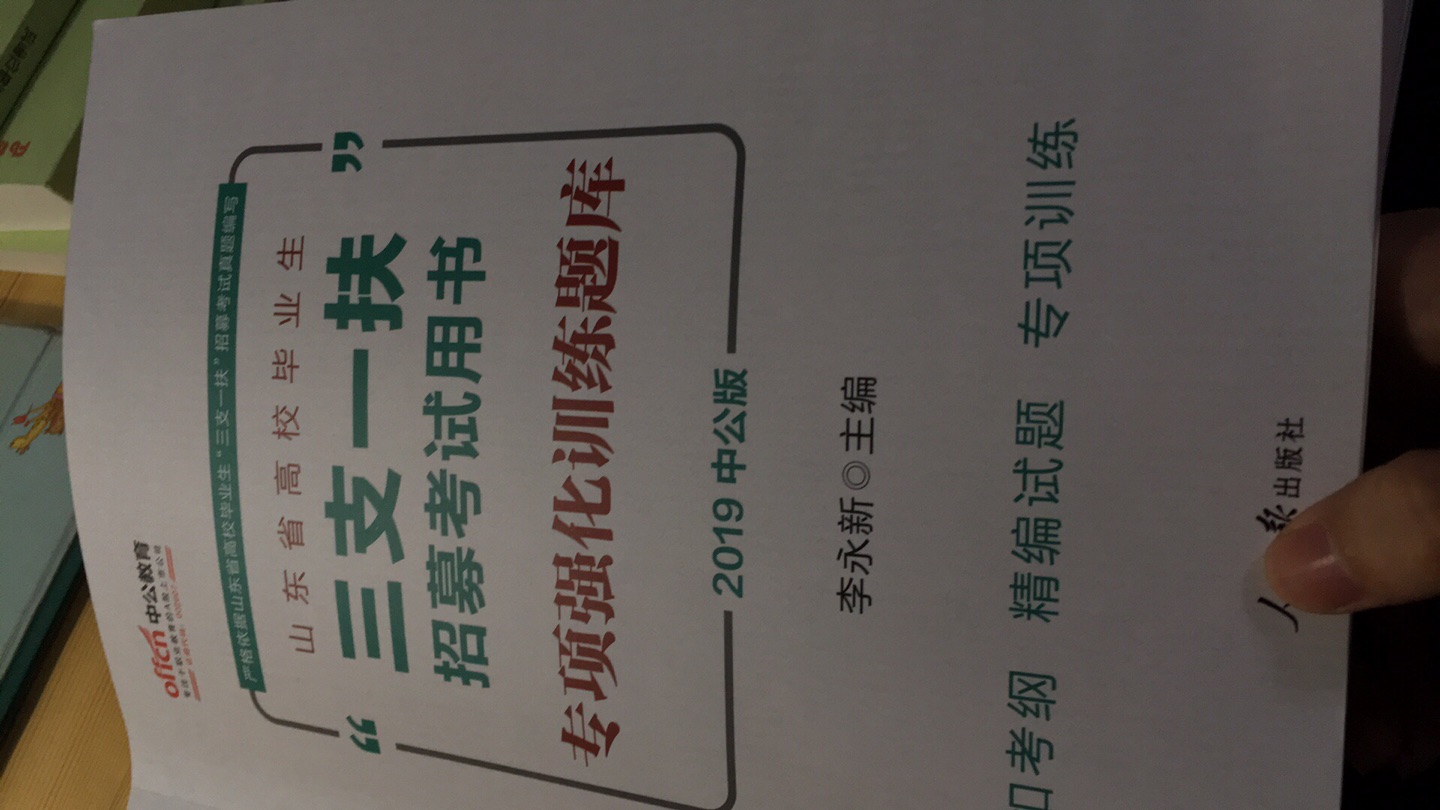 offcn 中公教育
严格依据山东省高校毕业生“三支一扶”招募考试真题编写
山东省高校毕业生
“三支一扶”
招募考试用书
专项强化训练题库
2019 中公版
李永新◎主编
口考纲 精编试题 专项训练
人 报出版社